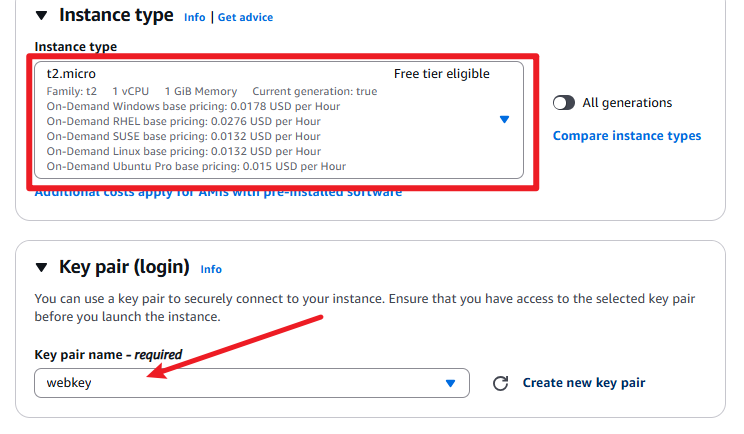 Instance type Info | Get advice
Instance type
t2.micro Free tier eligible
Family: t2 1 vCPU 1 GiB Memory Current generation: true
On-Demand Windows base pricing: 0.0178 USD per Hour
On-Demand RHEL base pricing: 0.0276 USD per Hour
On-Demand SUSE base pricing: 0.0132 USD per Hour
On-Demand Linux base pricing: 0.0132 USD per Hour
On-Demand Ubuntu Pro base pricing: 0.015 USD per Hour
All generations
Compare instance types
Additional costs apply for AMIs with pre-installed software
Key pair (login) Info
You can use a key pair to securely connect to your instance. Ensure that you have access to the selected key pair
before you launch the instance.
Key pair name - required
webkey
Create new key pair